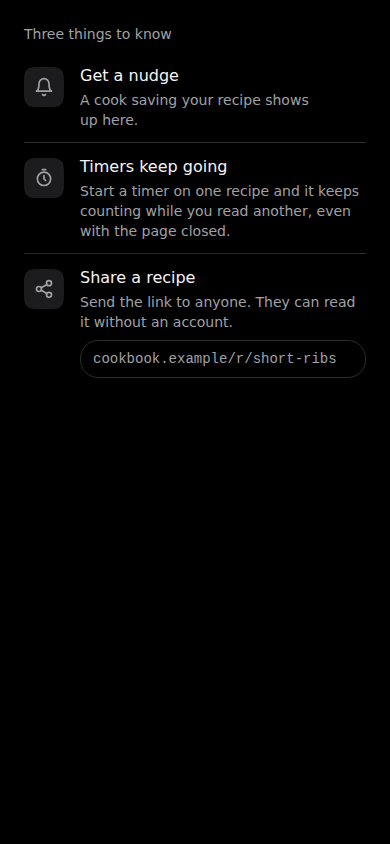 Three things to know
Get a nudge
A cook saving your recipe shows
up here.
Timers keep going
Start a timer on one recipe and it keeps
counting while you read another, even
with the page closed.
Share a recipe
Send the link to anyone. They can read
it without an account.
cookbook.example/r/short-ribs